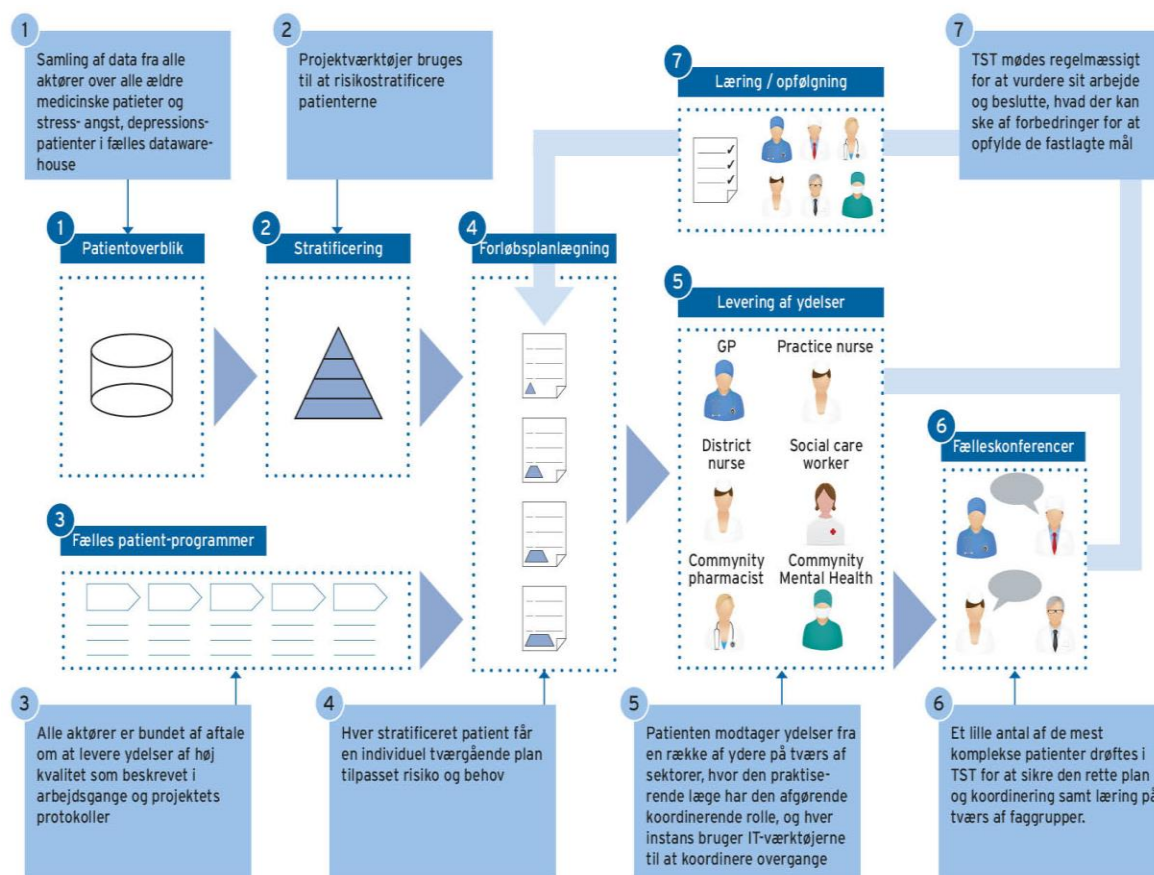 1
Samling af data fra alle
aktører over alle ældre
medicinske patieter og
stress- angst, depressions-
patienter i fælles dataware-
house
2
Projektværktøjer bruges
til at risikostratificere
patienterne
7
Læring / opfølgning
7
TST mødes regelmæssigt
for at vurdere sit arbejde
og beslutte, hvad der kan
ske af forbedringer for at
opfylde de fastlagte mål
1
Patientoverblik
2
Stratificering
4
Forløbsplanlægning
5
Levering af ydelser
GP
Practice nurse
District
nurse
Social care
worker
Commynity
pharmacist
Commynity
Mental Health
6
Fælleskonferencer
3
Fælles patient-programmer
3
Alle aktører er bundet af aftale
om at levere ydelser af høj
kvalitet som beskrevet i
arbejdsgange og projektets
protokoller
4
Hver stratificeret patient får
en individuel tværgående plan
tilpasset risiko og behov
5
Patienten modtager ydelser fra
en række af ydere på tværs af
sektorer, hvor den praktise-
rende læge har den afgørende
koordinerende rolle, og hver
instans bruger IT-værktøjerne
til at koordinere overgange
6
Et lille antal af de mest
komplekse patienter drøftes i
TST for at sikre den rette plan
og koordinering samt læring på
tværs af faggrupper.